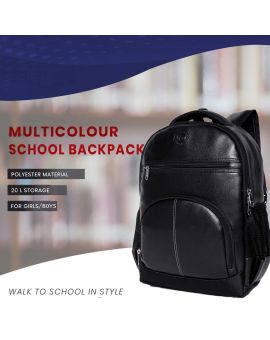 MULTICOLOUR
SCHOOL BACKPACK
POLYESTER MATERIAL
20 L STORAGE
FOR GIRLS/BOYS
WALK TO SCHOOL IN STYLE